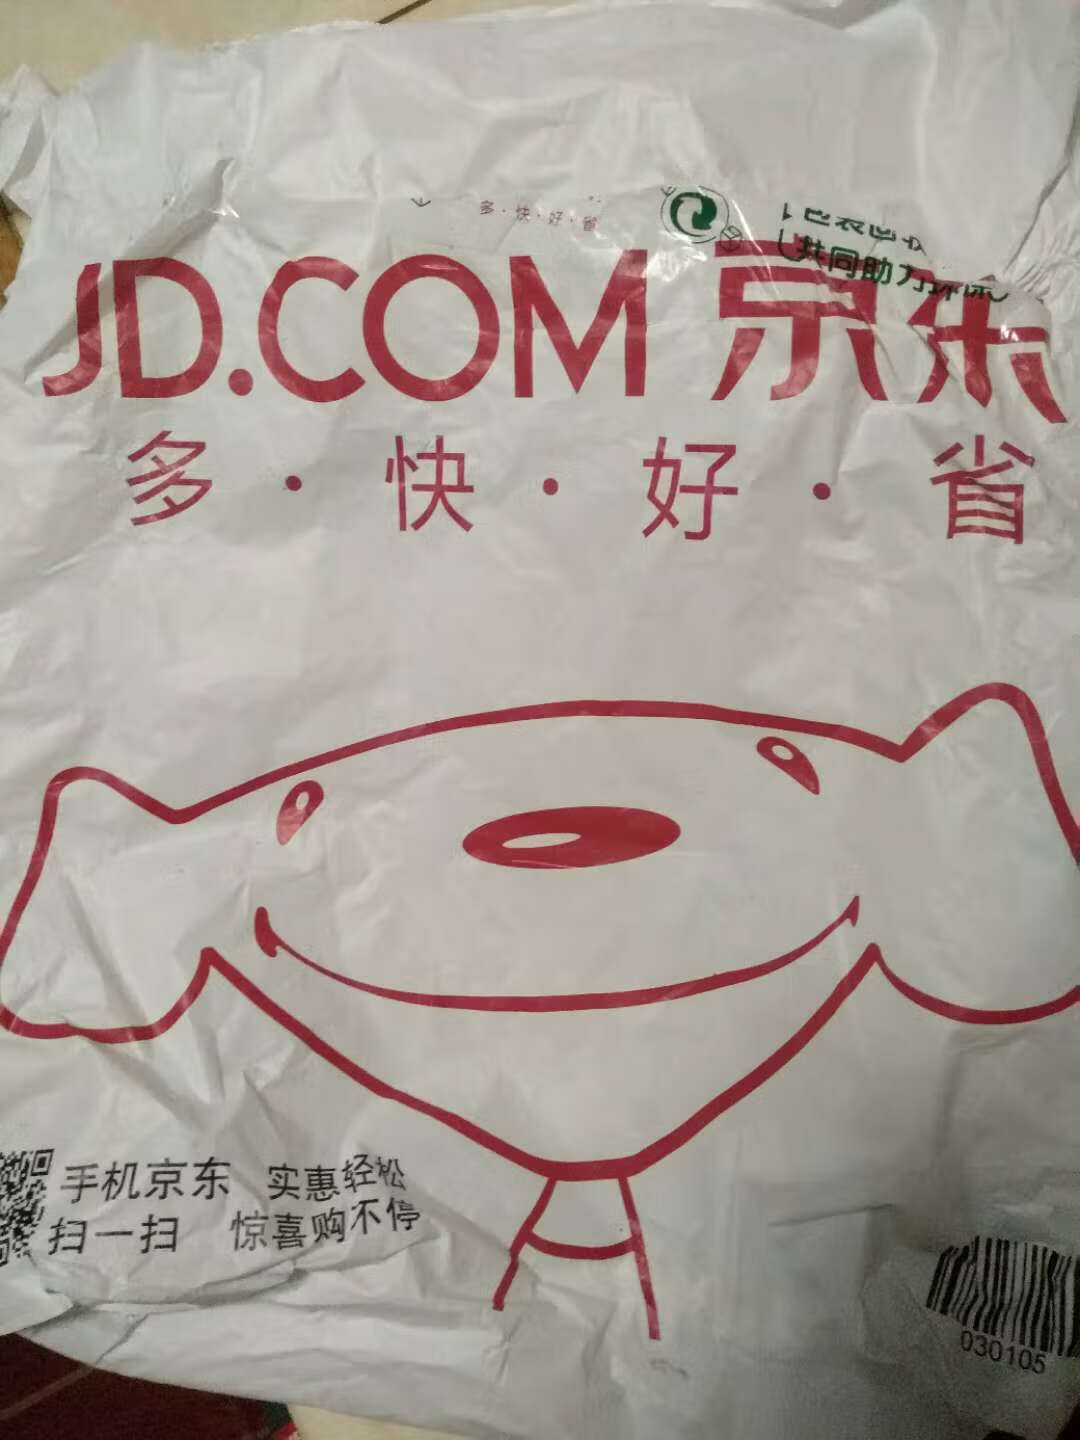 多·快·好·省
共同助力环保
JD.COM 京东
多·快·好·省
手机京东 实惠轻松
扫一扫 惊喜购不停
030105